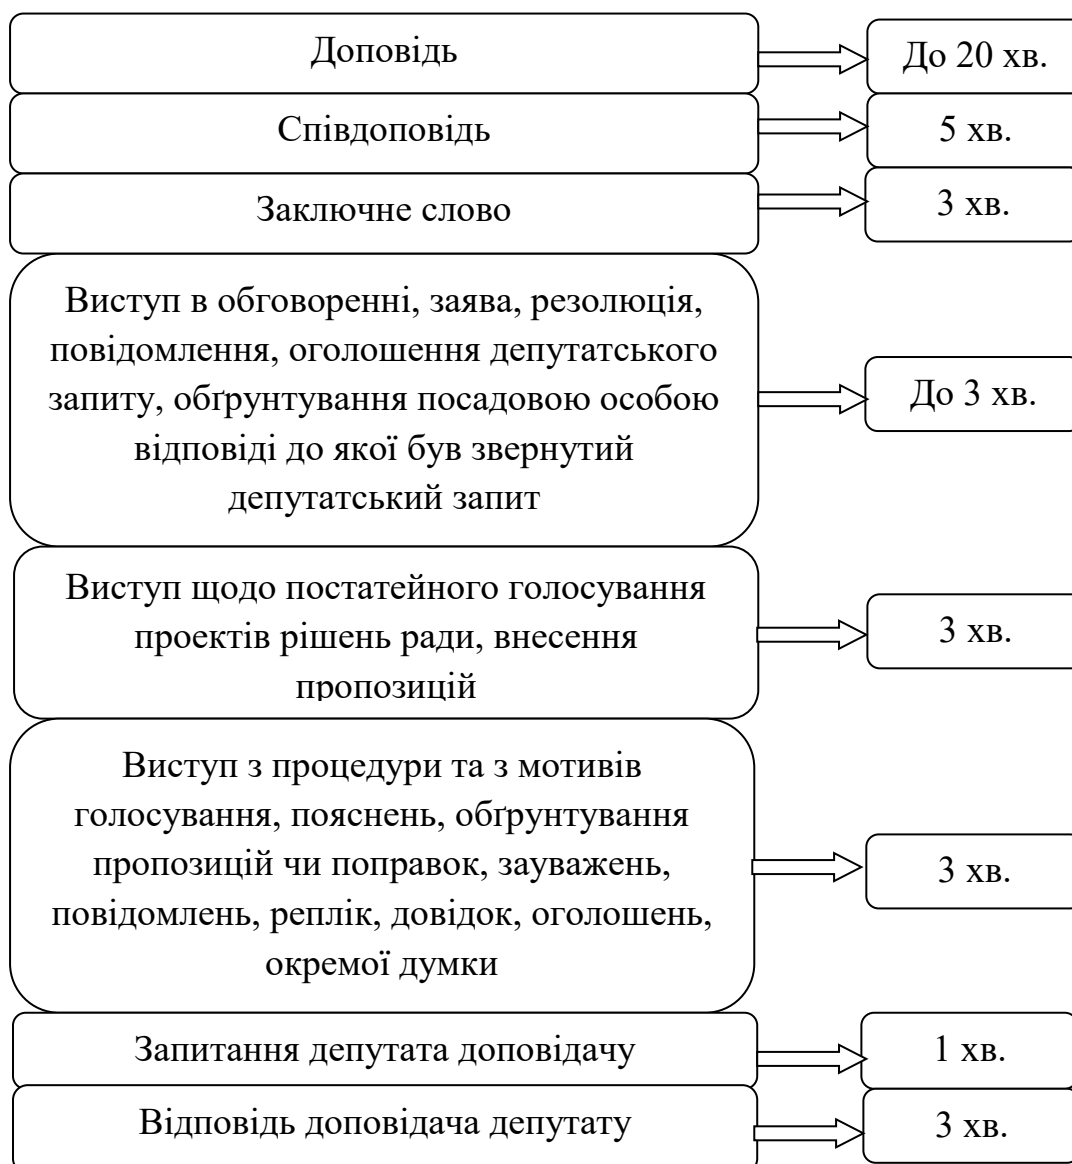 Доповідь
До 20 хв.
Співдоповідь
5 хв.
Заключне слово
3 хв.
Виступ в обговоренні, заява, резолюція,
повідомлення, оголошення депутатського
запиту, обґрунтування посадовою особою
відповіді до якої був звернутий
депутатський запит
До 3 хв.
Виступ щодо постатейного голосування
проектів рішень ради, внесення
пропозицій
3 хв.
Виступ з процедури та з мотивів
голосування, пояснень, обґрунтування
пропозицій чи поправок, зауважень,
повідомлень, реплік, довідок, оголошень,
окремої думки
3 хв.
Запитання депутата доповідачу
1 хв.
Відповідь доповідача депутату
3 хв.